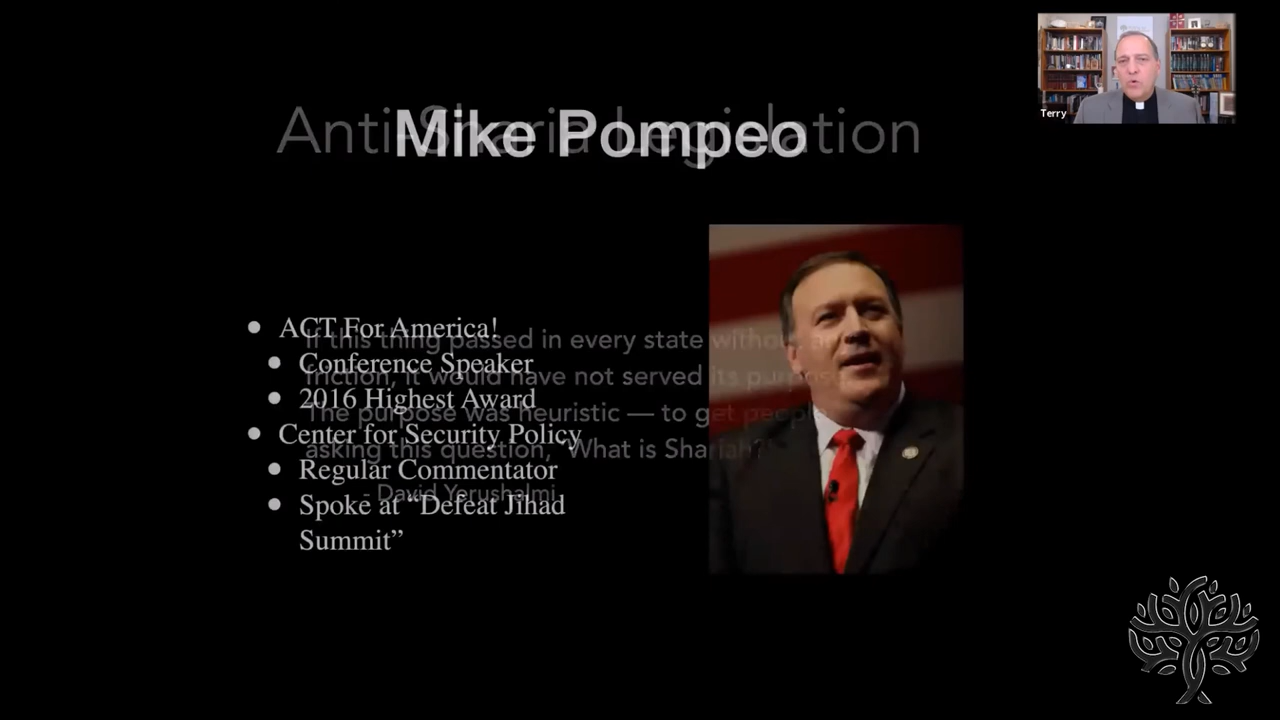 Anti-Sharia Legislation
Mike Pompeo
Terry
• ACT For America!
• Conference Speaker
• 2016 Highest Award
• Center for Security Policy
• Regular Commentator
• Spoke at “Defeat Jihad
Summit”
If this thing passed in every state without any
friction, it would have not served its purpose.
The purpose was heuristic — to get people
asking this question, ‘What is Shariah?’”
- David Yerushalmi